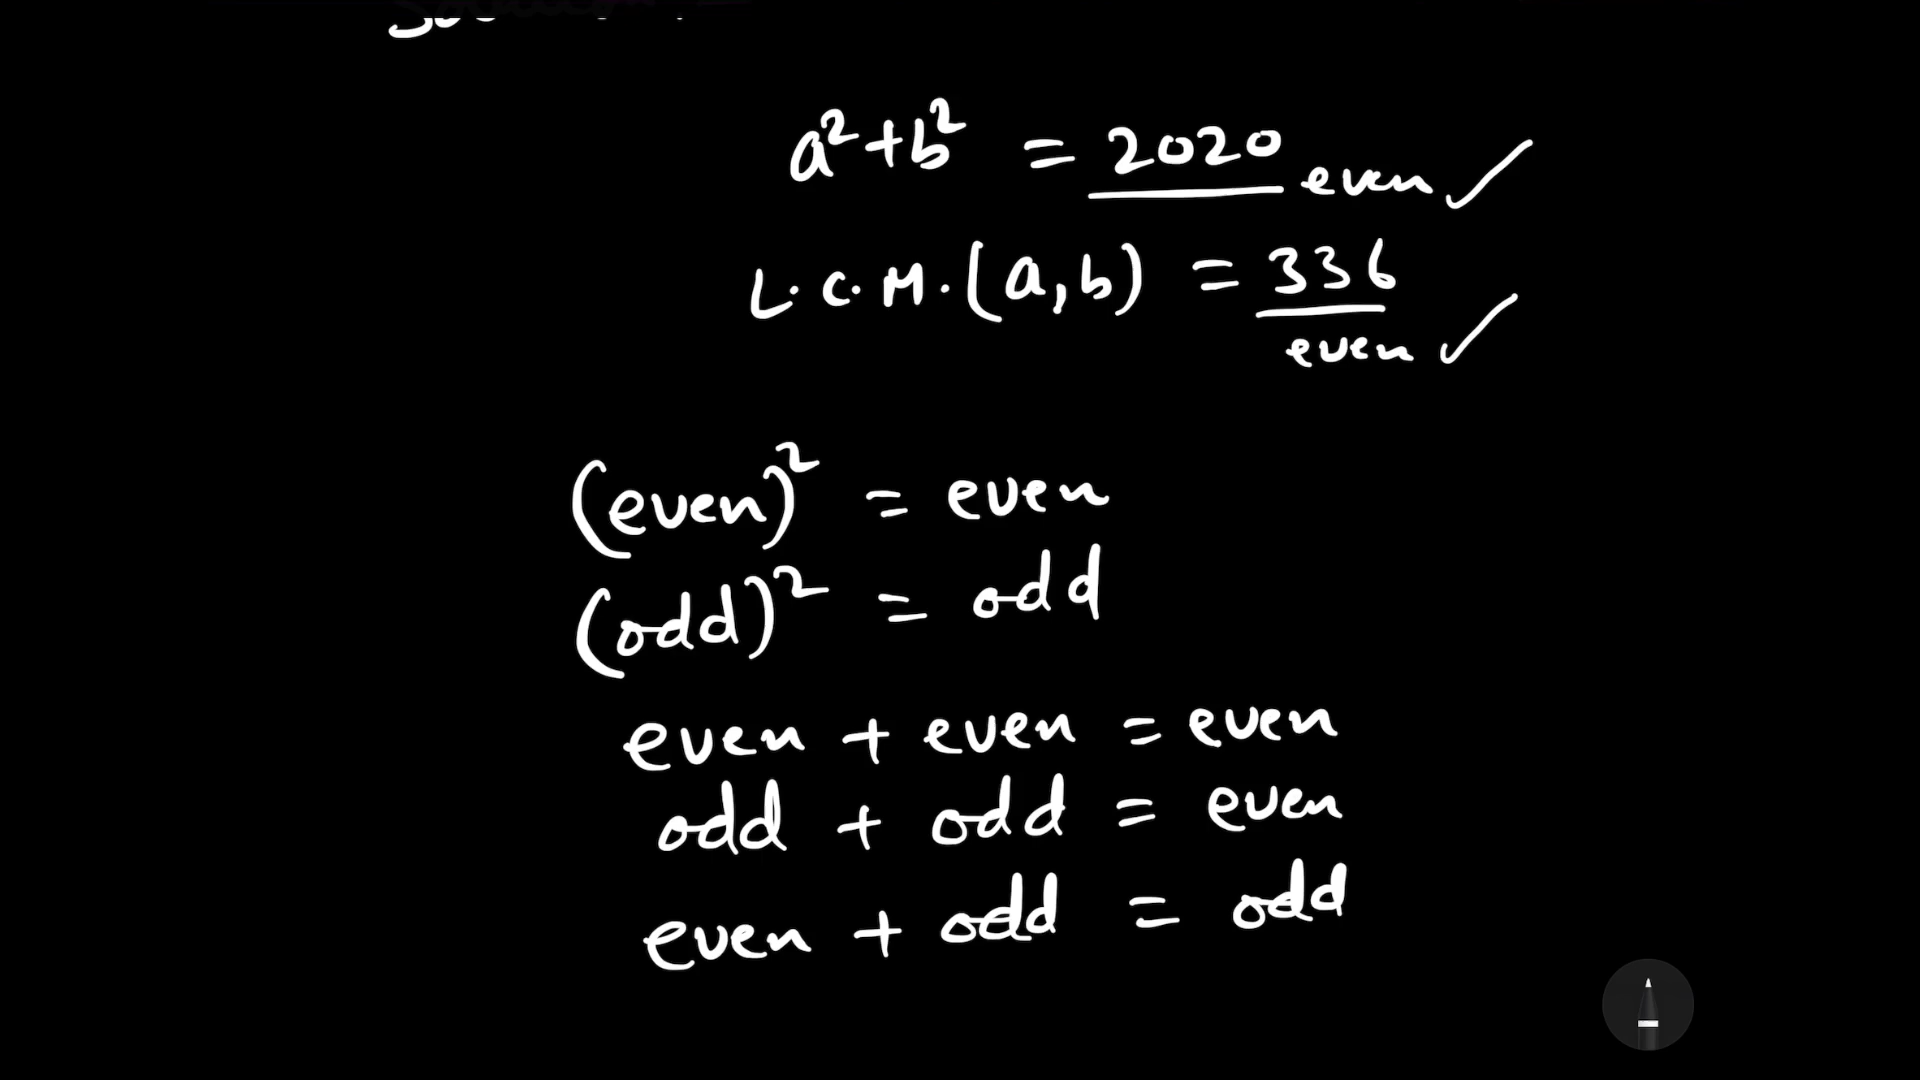 a²+b² = 2020 even ✓
L.C.M.(a,b) = 336
even ✓
(even)² = even
(odd)² = odd
even + even = even
odd + odd = even
even + odd = odd